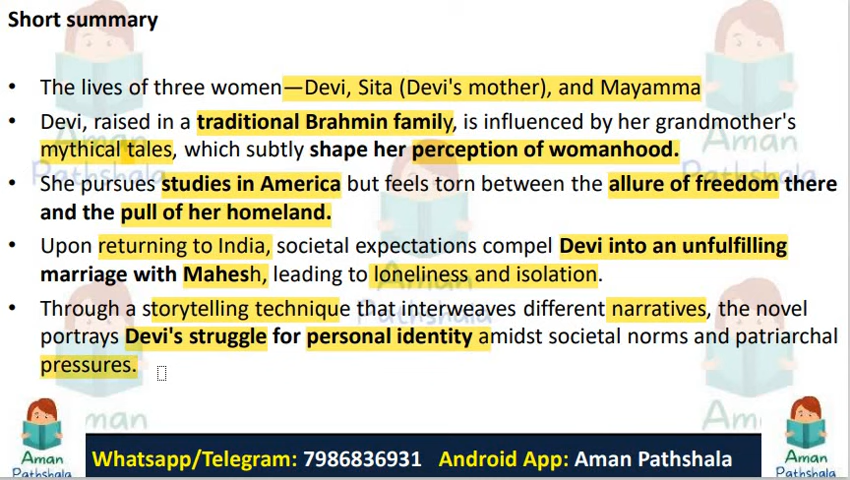 Short summary
• The lives of three women—Devi, Sita (Devi's mother), and Mayamma
• Devi, raised in a traditional Brahmin family, is influenced by her grandmother's
mythical tales, which subtly shape her perception of womanhood.
• She pursues studies in America but feels torn between the allure of freedom there
and the pull of her homeland.
• Upon returning to India, societal expectations compel Devi into an unfulfilling
marriage with Mahesh, leading to loneliness and isolation.
• Through a storytelling technique that interweaves different narratives, the novel
portrays Devi's struggle for personal identity amidst societal norms and patriarchal
pressures.
Aman
Pathshala
Whatsapp/Telegram: 7986836931 Android App: Aman Pathshala
Aman
Pathshala